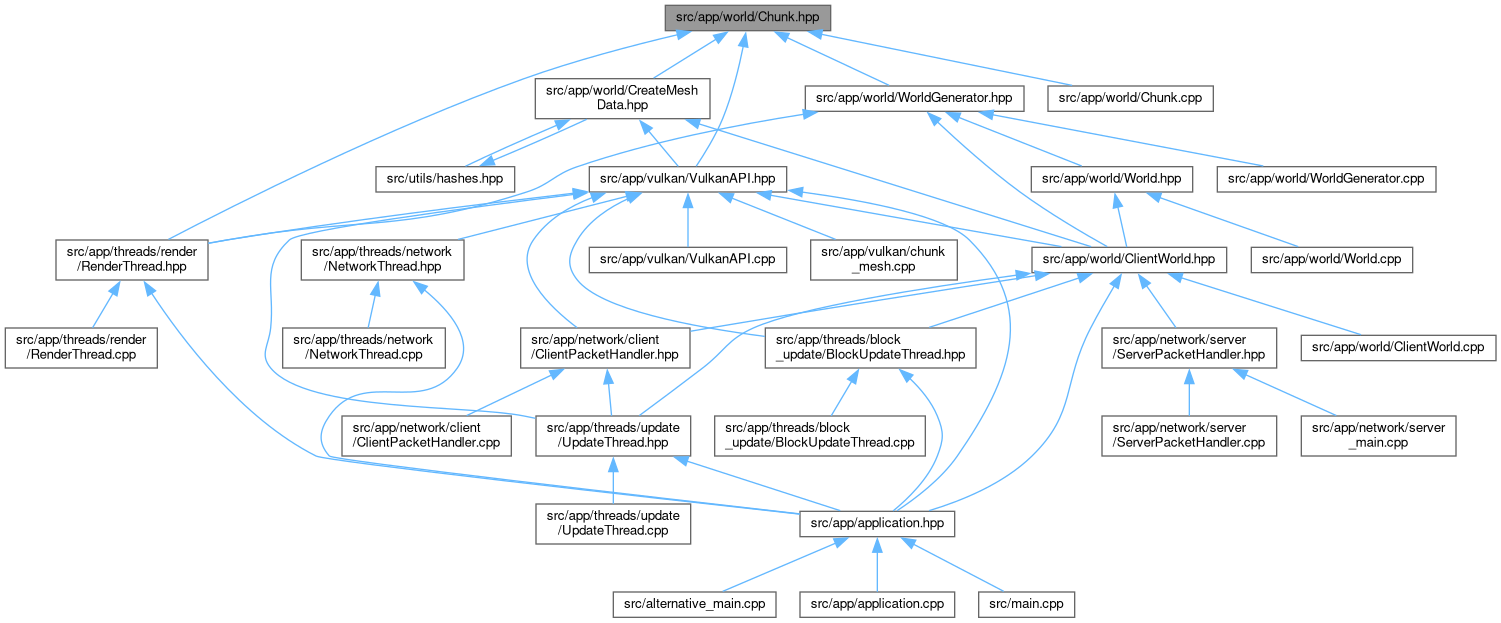 src/app/world/Chunk.hpp
src/app/world/CreateMesh
Data.hpp
src/app/world/WorldGenerator.hpp
src/app/world/Chunk.cpp
src/utils/hashes.hpp
src/app/vulkan/VulkanAPI.hpp
src/app/world/World.hpp
src/app/world/WorldGenerator.cpp
src/app/threads/render
/RenderThread.hpp
src/app/threads/network
/NetworkThread.hpp
src/app/vulkan/VulkanAPI.cpp
src/app/vulkan/chunk
_mesh.cpp
src/app/world/ClientWorld.hpp
src/app/world/World.cpp
src/app/threads/render
/RenderThread.cpp
src/app/threads/network
/NetworkThread.cpp
src/app/network/client
/ClientPacketHandler.hpp
src/app/threads/block
_update/BlockUpdateThread.hpp
src/app/network/server
/ServerPacketHandler.hpp
src/app/world/ClientWorld.cpp
src/app/network/client
/ClientPacketHandler.cpp
src/app/threads/update
/UpdateThread.hpp
src/app/threads/block
_update/BlockUpdateThread.cpp
src/app/network/server
/ServerPacketHandler.cpp
src/app/network/server
_main.cpp
src/app/threads/update
/UpdateThread.cpp
src/app/application.hpp
src/alternative_main.cpp
src/app/application.cpp
src/main.cpp